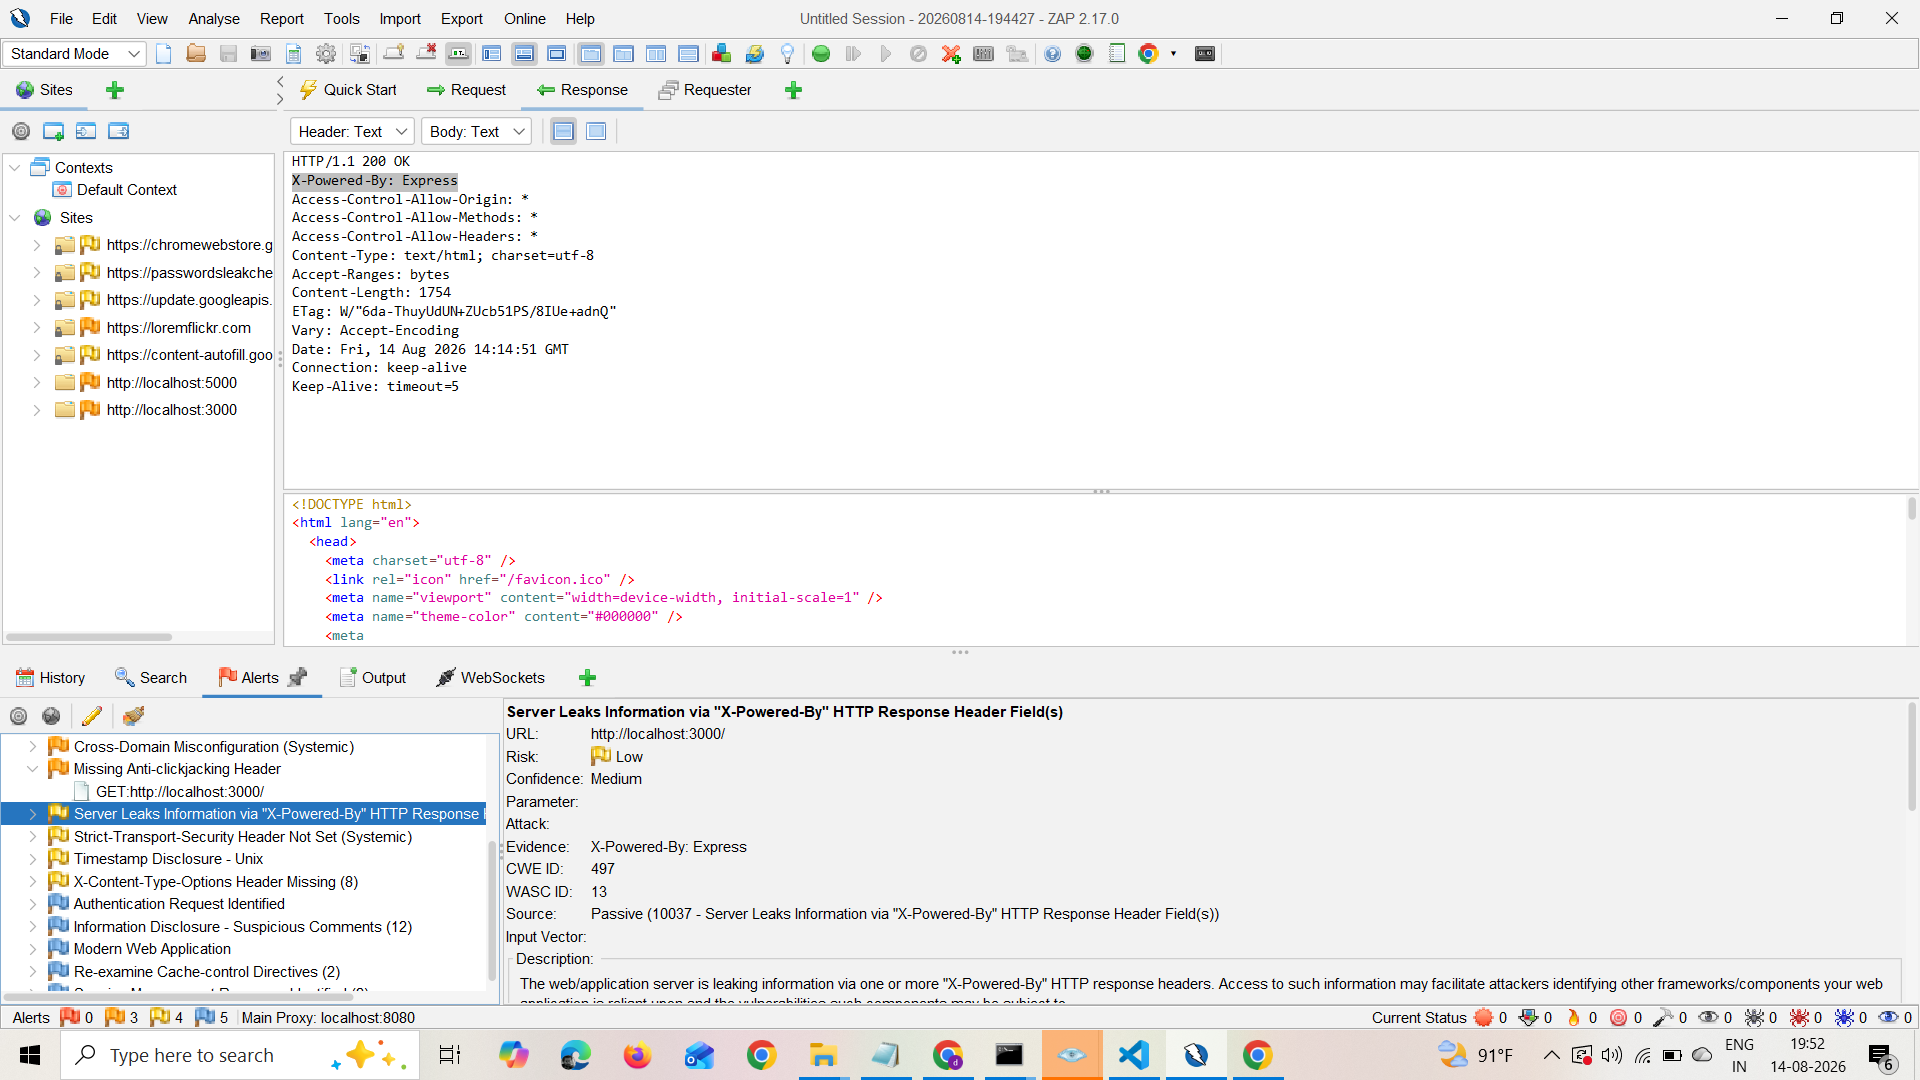 File Edit View Analyse Report Tools Import Export Online Help
Untitled Session - 20260814-194427 - ZAP 2.17.0
Standard Mode
Sites
Quick Start Request Response Requester
Header: Text Body: Text
Contexts
Default Context
Sites
https://chromewebstore.g
https://passwordsleakche
https://update.googleapis.
https://loremflickr.com
https://content-autofill.goo
http://localhost:5000
http://localhost:3000
HTTP/1.1 200 OK
X-Powered-By: Express
Access-Control-Allow-Origin: *
Access-Control-Allow-Methods: *
Access-Control-Allow-Headers: *
Content-Type: text/html; charset=utf-8
Accept-Ranges: bytes
Content-Length: 1754
ETag: W/"6da-ThuyUdUN+ZUcb51PS/8IUe+adnQ"
Vary: Accept-Encoding
Date: Fri, 14 Aug 2026 14:14:51 GMT
Connection: keep-alive
Keep-Alive: timeout=5
<!DOCTYPE html>
<html lang="en">
<head>
<meta charset="utf-8" />
<link rel="icon" href="/favicon.ico" />
<meta name="viewport" content="width=device-width, initial-scale=1" />
<meta name="theme-color" content="#000000" />
<meta
History Search Alerts Output WebSockets
Cross-Domain Misconfiguration (Systemic)
Missing Anti-clickjacking Header
GET:http://localhost:3000/
Server Leaks Information via "X-Powered-By" HTTP Response
Strict-Transport-Security Header Not Set (Systemic)
Timestamp Disclosure - Unix
X-Content-Type-Options Header Missing (8)
Authentication Request Identified
Information Disclosure - Suspicious Comments (12)
Modern Web Application
Re-examine Cache-control Directives (2)
Server Leaks Information via "X-Powered-By" HTTP Response Header Field(s)
URL: http://localhost:3000/
Risk: Low
Confidence: Medium
Parameter:
Attack:
Evidence: X-Powered-By: Express
CWE ID: 497
WASC ID: 13
Source: Passive (10037 - Server Leaks Information via "X-Powered-By" HTTP Response Header Field(s))
Input Vector:
Description:
The web/application server is leaking information via one or more "X-Powered-By" HTTP response headers. Access to such information may facilitate attackers identifying other frameworks/components your web
application is reliant upon and the vulnerabilities such components may be subject to.
Alerts 0 3 4 5 Main Proxy: localhost:8080
Current Status 0 0 0 0 0 0 0 0 0 0
Type here to search
91°F
ENG
IN
19:52
14-08-2026
6